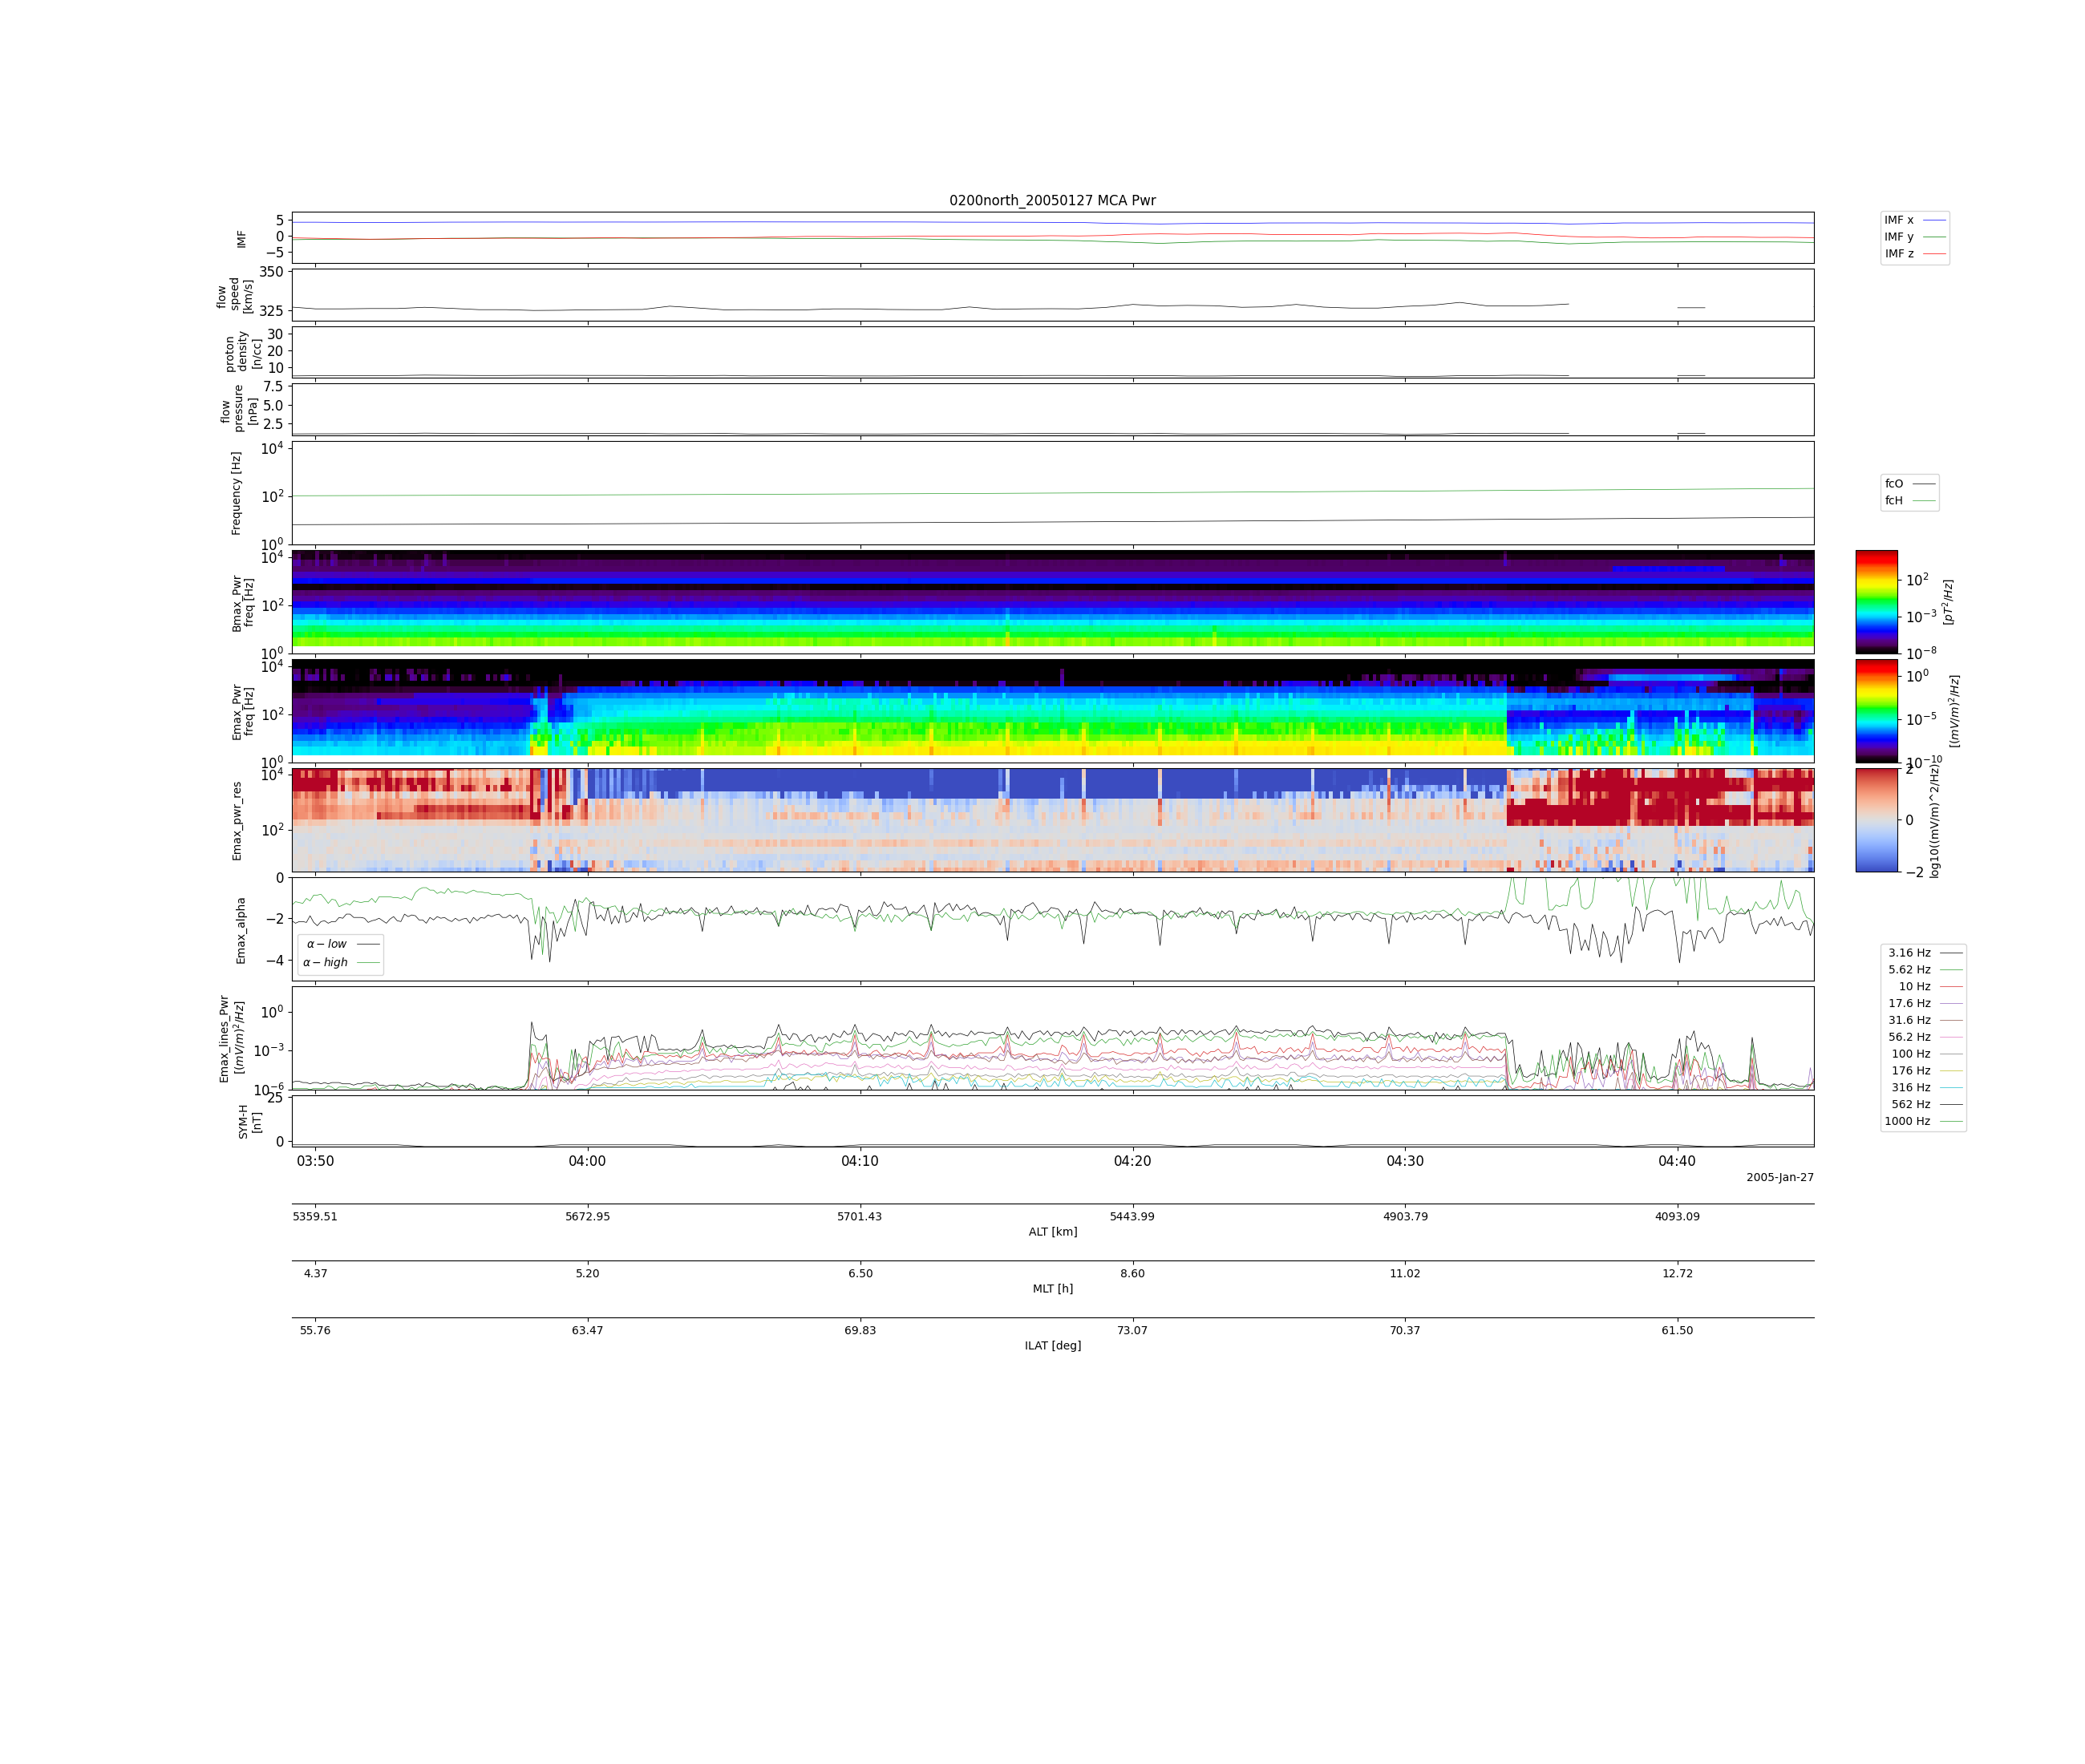 0200north_20050127 MCA Pwr
IMF
5
0
−5
IMF x
IMF y
IMF z
flow
speed
[km/s]
350
325
proton
density
[n/cc]
30
20
10
flow
pressure
[nPa]
7.5
5.0
2.5
Frequency [Hz]
10^4
10^2
10^0
fcO
fcH
Bmax_Pwr
freq [Hz]
10^4
10^2
10^0
10^2
10^−3
10^−8
[pT^2/Hz]
Emax_Pwr
freq [Hz]
10^4
10^2
10^0
10^0
10^−5
10^−10
[(mV/m)^2/Hz]
Emax_pwr_res
10^4
10^2
2
0
−2
log10((mV/m)^2/Hz)
Emax_alpha
0
−2
−4
α − low
α − high
Emax_lines_Pwr
[(mV/m)^2/Hz]
10^0
10^−3
10^−6
3.16 Hz
5.62 Hz
10 Hz
17.6 Hz
31.6 Hz
56.2 Hz
100 Hz
176 Hz
316 Hz
562 Hz
1000 Hz
SYM-H
[nT]
25
0
03:50 04:00 04:10 04:20 04:30 04:40
2005-Jan-27
5359.51 5672.95 5701.43 5443.99 4903.79 4093.09
ALT [km]
4.37 5.20 6.50 8.60 11.02 12.72
MLT [h]
55.76 63.47 69.83 73.07 70.37 61.50
ILAT [deg]